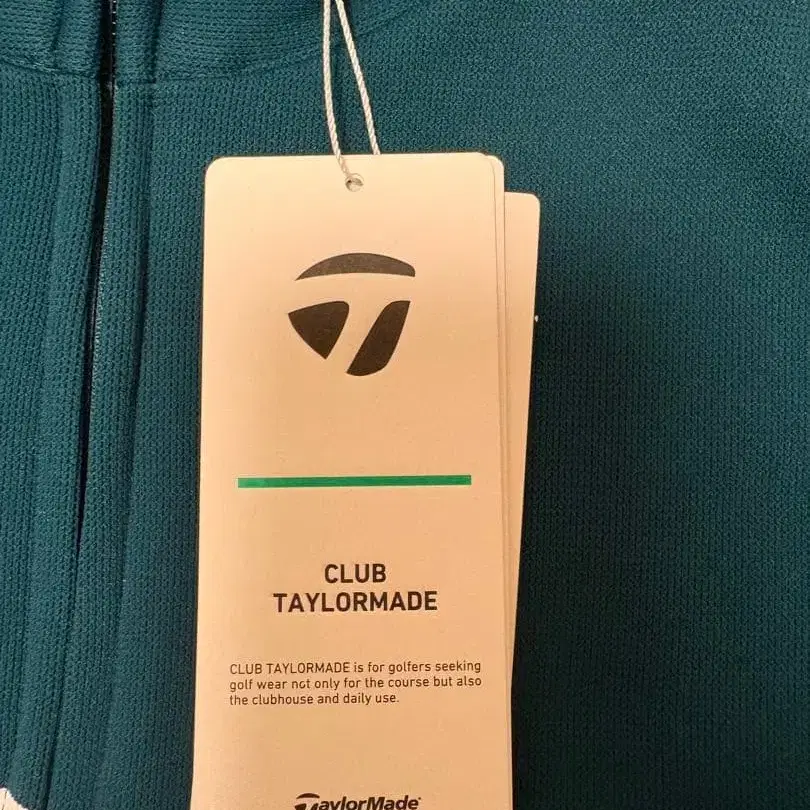 CLUB
TAYLORMADE
CLUB TAYLORMADE is for golfers seeking
golf wear not only for the course but also
the clubhouse and daily use.
TaylorMade